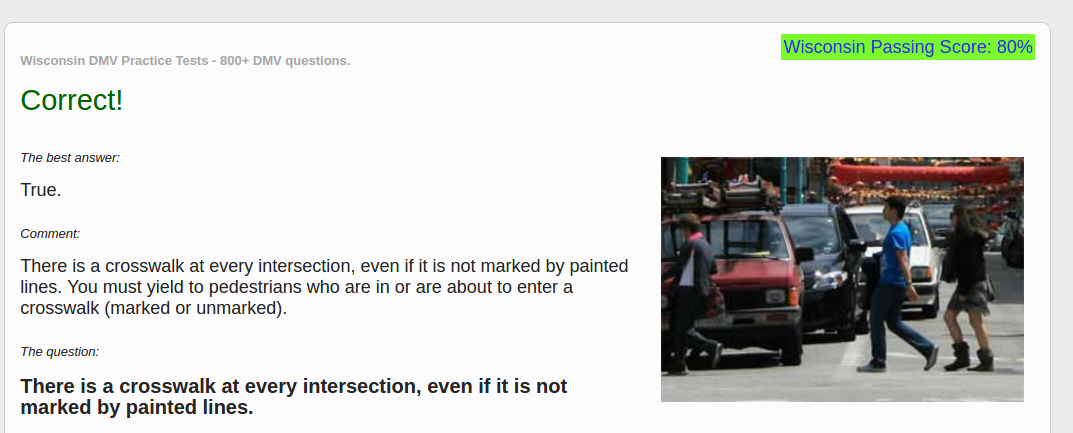 Wisconsin Passing Score: 80%
Wisconsin DMV Practice Tests - 800+ DMV questions.
Correct!
The best answer:
True.
Comment:
There is a crosswalk at every intersection, even if it is not marked by painted
lines. You must yield to pedestrians who are in or are about to enter a
crosswalk (marked or unmarked).
The question:
There is a crosswalk at every intersection, even if it is not
marked by painted lines.